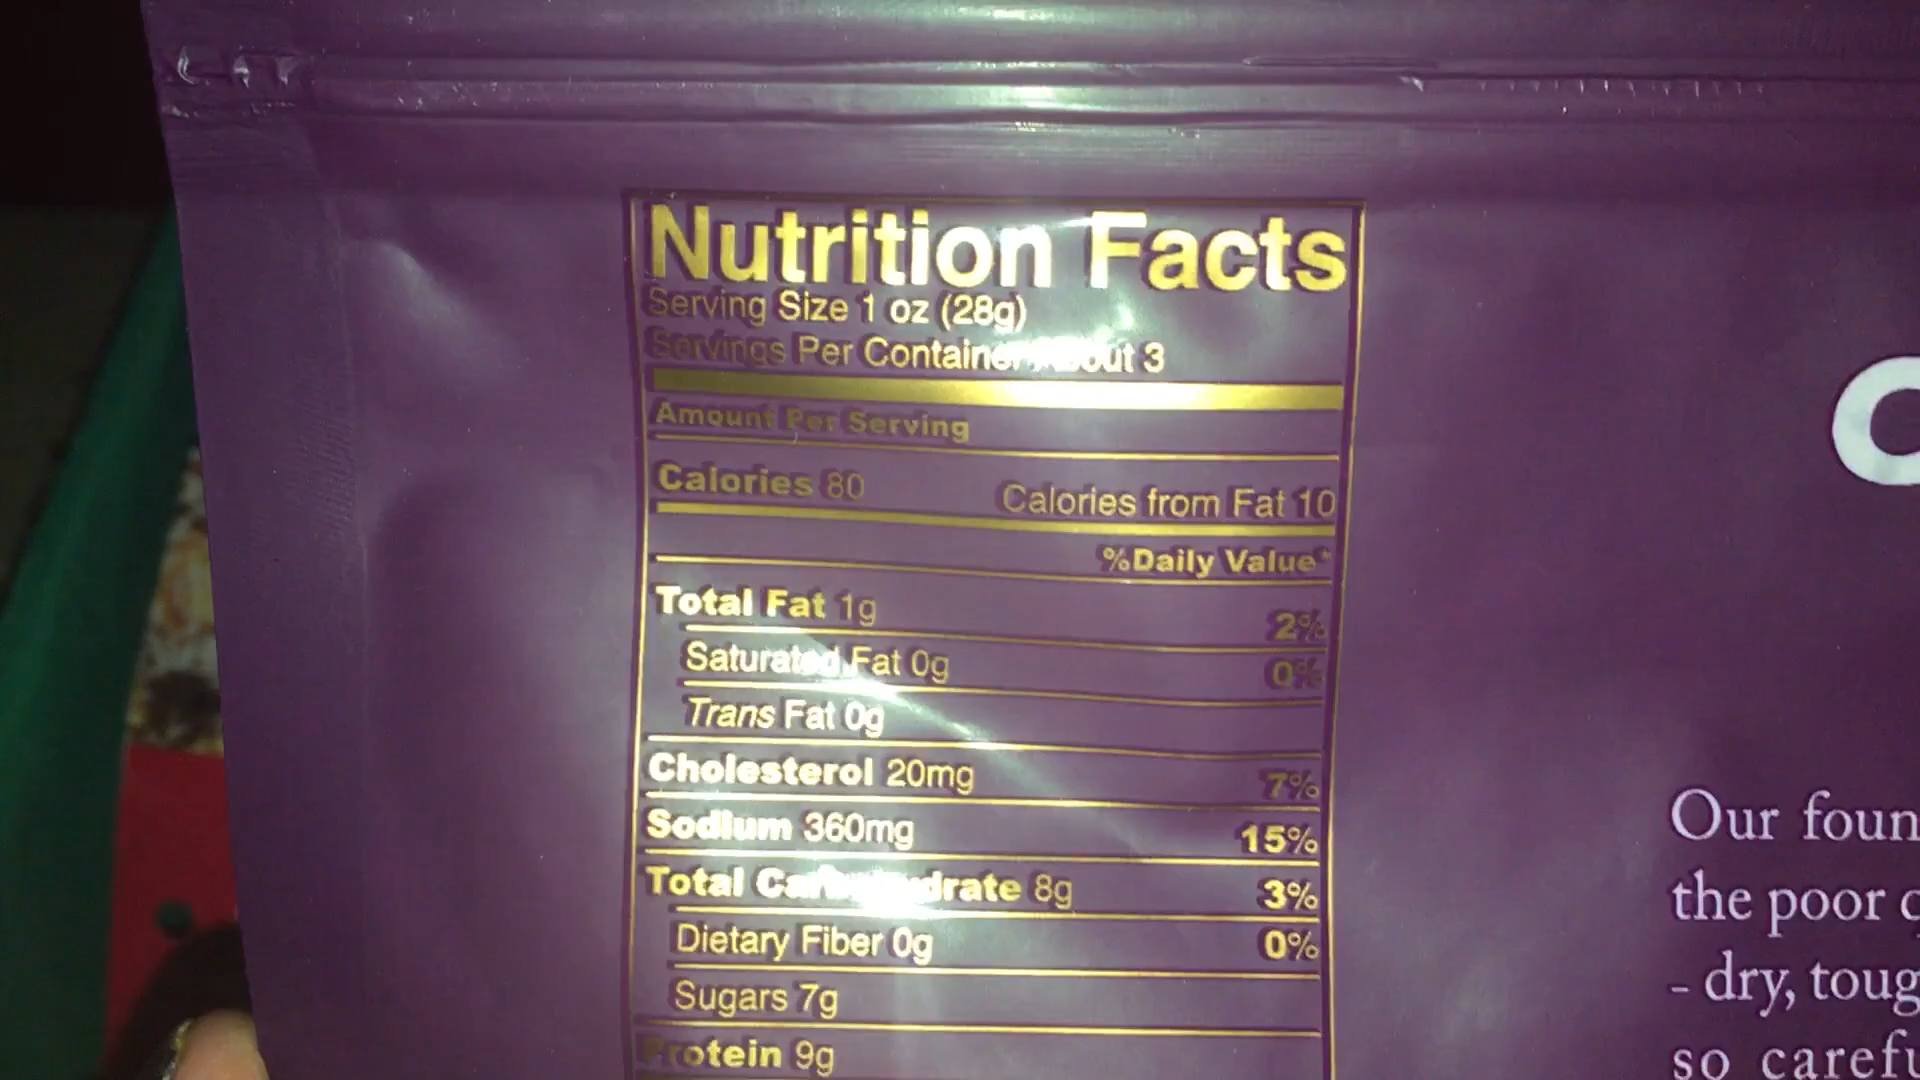 Nutrition Facts
Serving Size 1 oz (28g)
Servings Per Container About 3
Amount Per Serving
Calories 80 Calories from Fat 10
%Daily Value*
Total Fat 1g 2%
Saturated Fat 0g 0%
Trans Fat 0g
Cholesterol 20mg 7%
Sodium 360mg 15%
Total Carbohydrate 8g 3%
Dietary Fiber 0g 0%
Sugars 7g
Protein 9g
Our foun
the poor
- dry, toug
so carefu